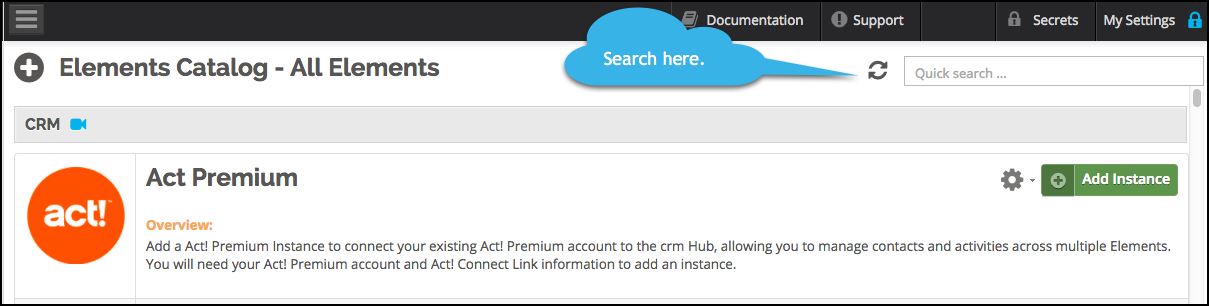 Documentation
Support
Secrets
My Settings
Search here.
Elements Catalog - All Elements
Quick search ...
CRM
act!
Act Premium
Add Instance
Overview:
Add a Act! Premium Instance to connect your existing Act! Premium account to the crm Hub, allowing you to manage contacts and activities across multiple Elements.
You will need your Act! Premium account and Act! Connect Link information to add an instance.